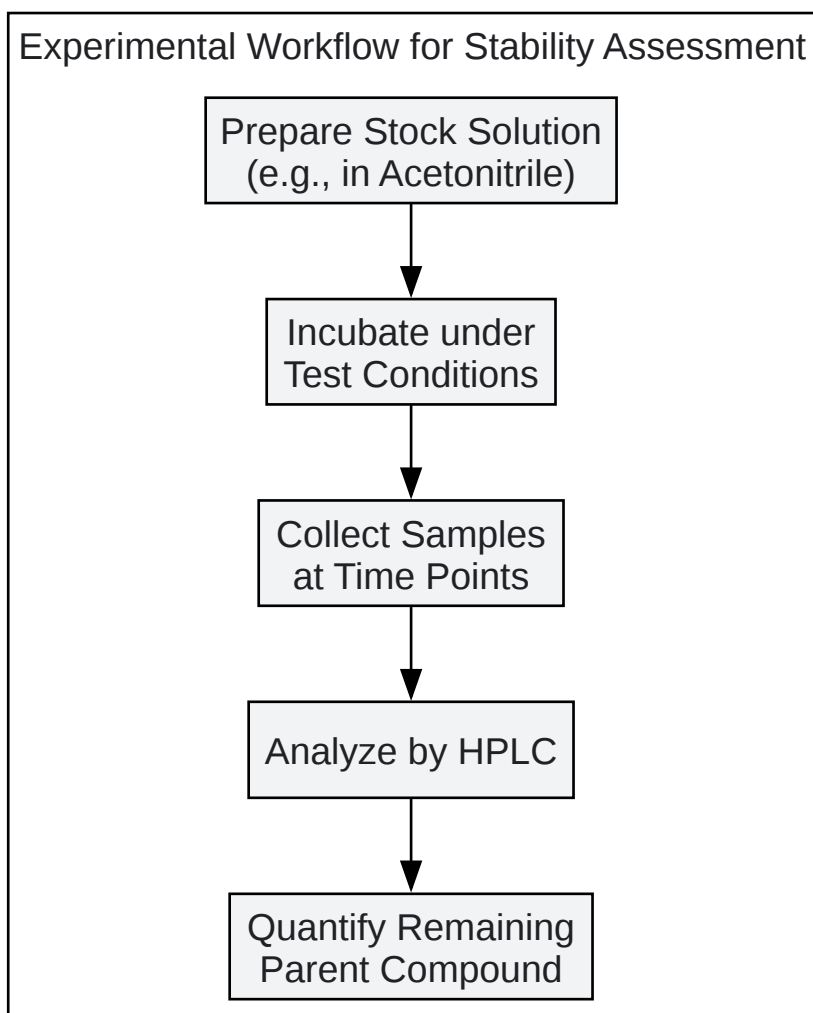 Experimental Workflow for Stability Assessment
Prepare Stock Solution
(e.g., in Acetonitrile)
Incubate under
Test Conditions
Collect Samples
at Time Points
Analyze by HPLC
Quantify Remaining
Parent Compound